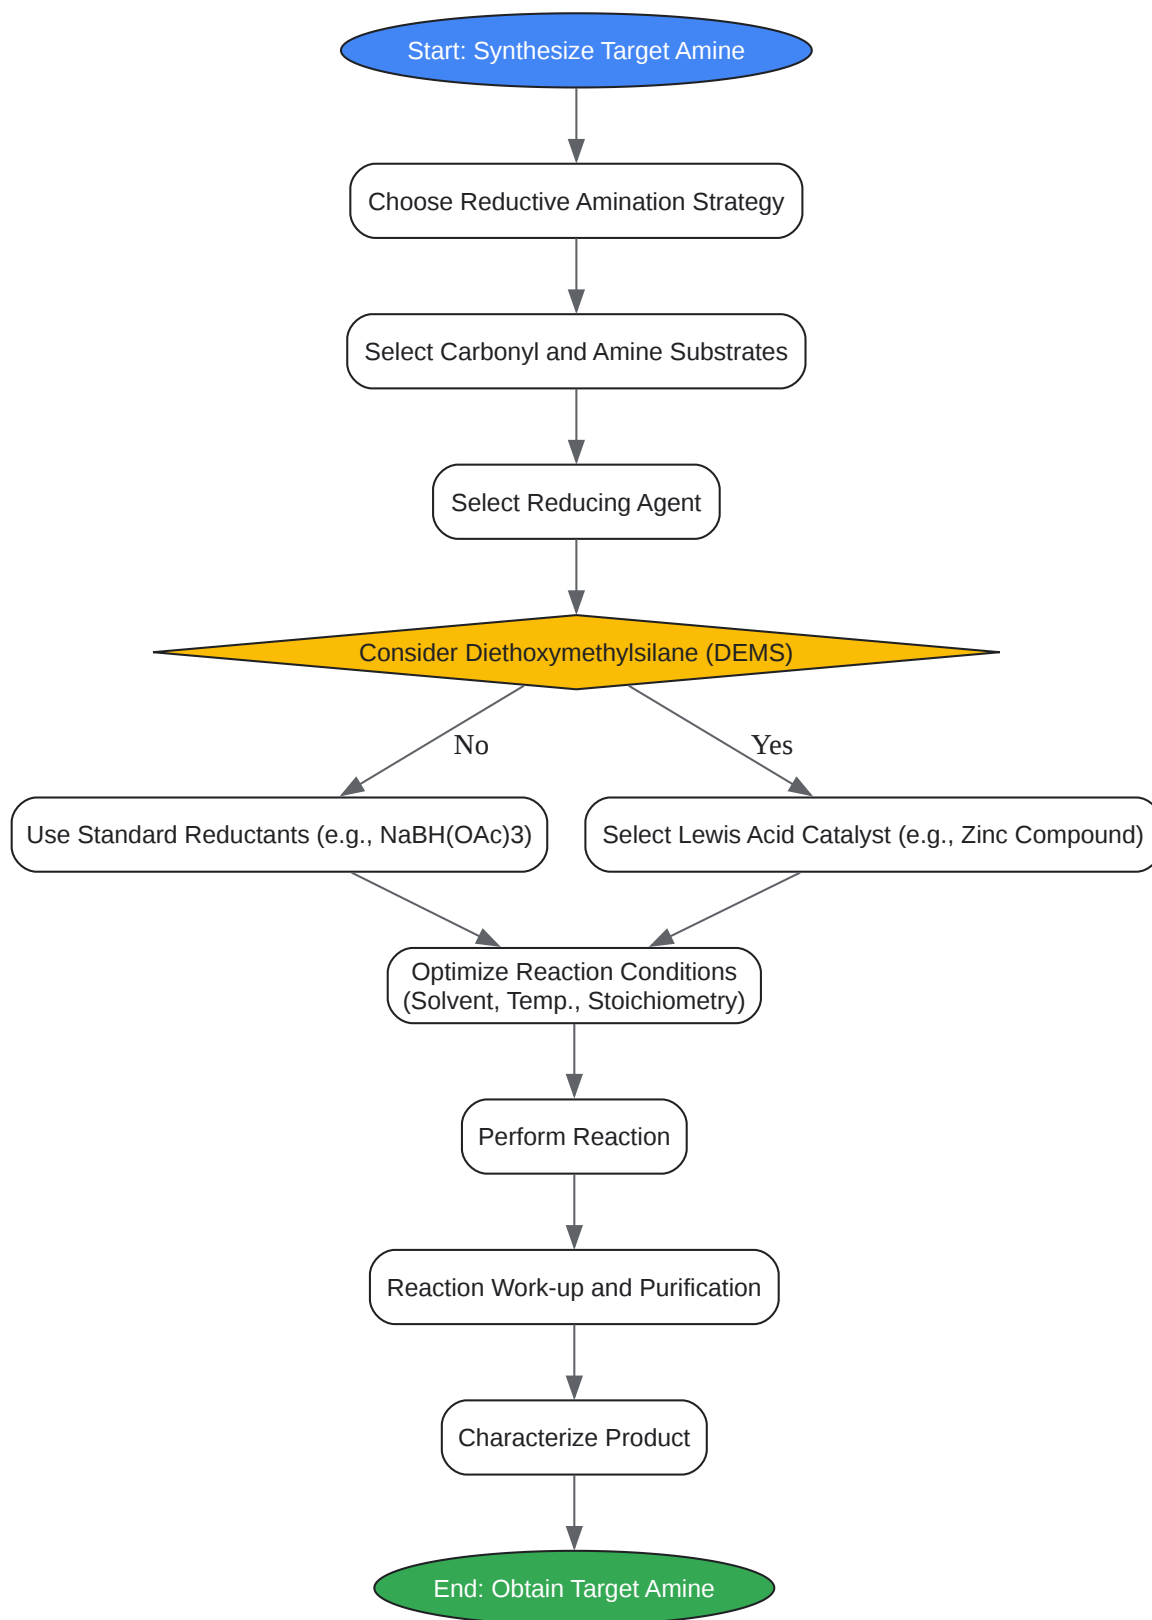 Start: Synthesize Target Amine
Choose Reductive Amination Strategy
Select Carbonyl and Amine Substrates
Select Reducing Agent
Consider Diethoxymethylsilane (DEMS)
No
Yes
Use Standard Reductants (e.g., NaBH(OAc)3)
Select Lewis Acid Catalyst (e.g., Zinc Compound)
Optimize Reaction Conditions
(Solvent, Temp., Stoichiometry)
Perform Reaction
Reaction Work-up and Purification
Characterize Product
End: Obtain Target Amine